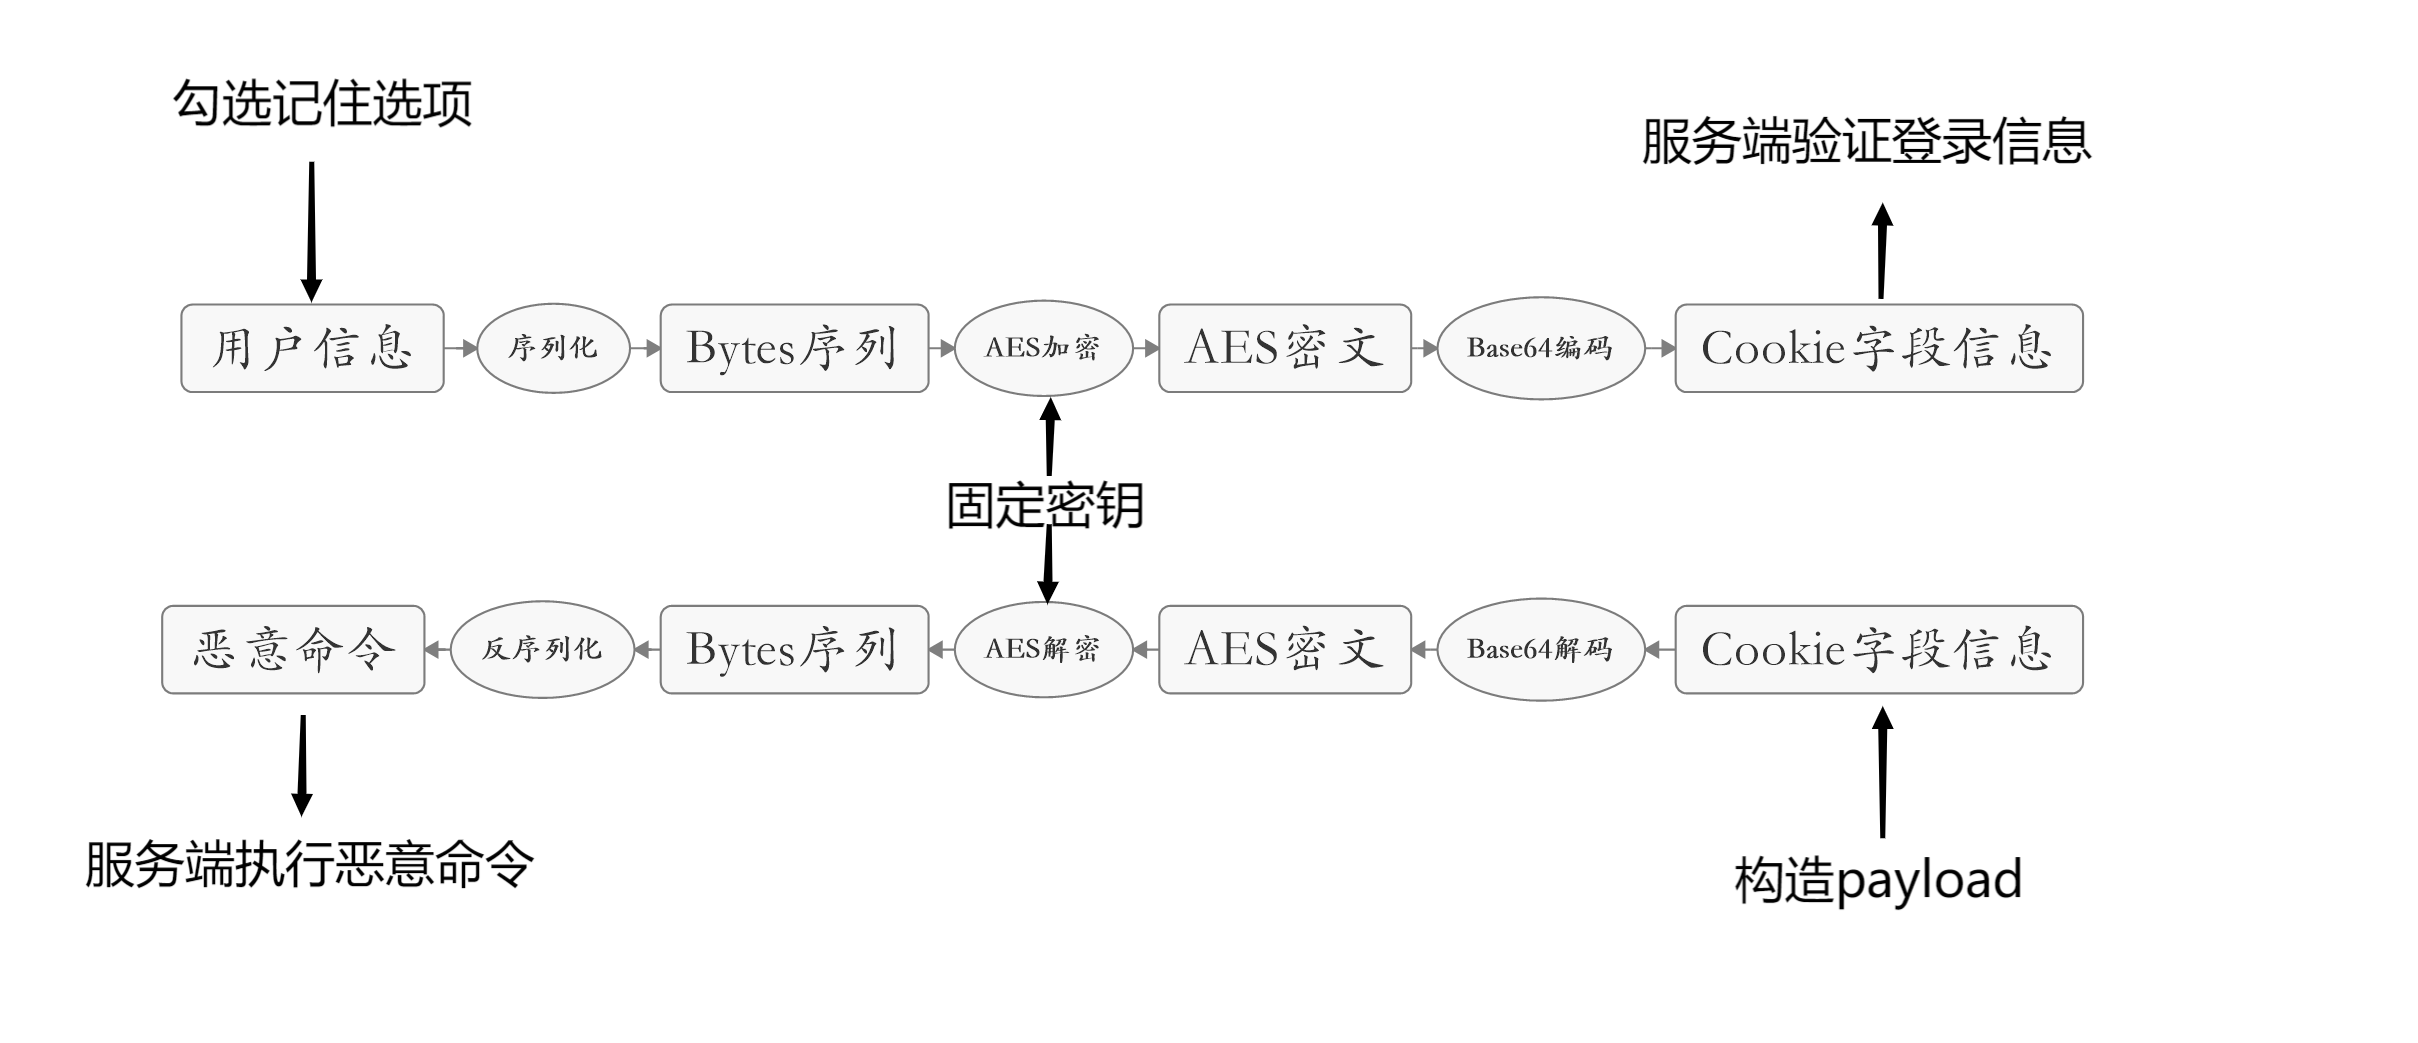 勾选记住选项
服务端验证登录信息
用户信息
序列化
Bytes序列
AES加密
AES密文
Base64编码
Cookie字段信息
固定密钥
恶意命令
反序列化
Bytes序列
AES解密
AES密文
Base64解码
Cookie字段信息
服务端执行恶意命令
构造payload